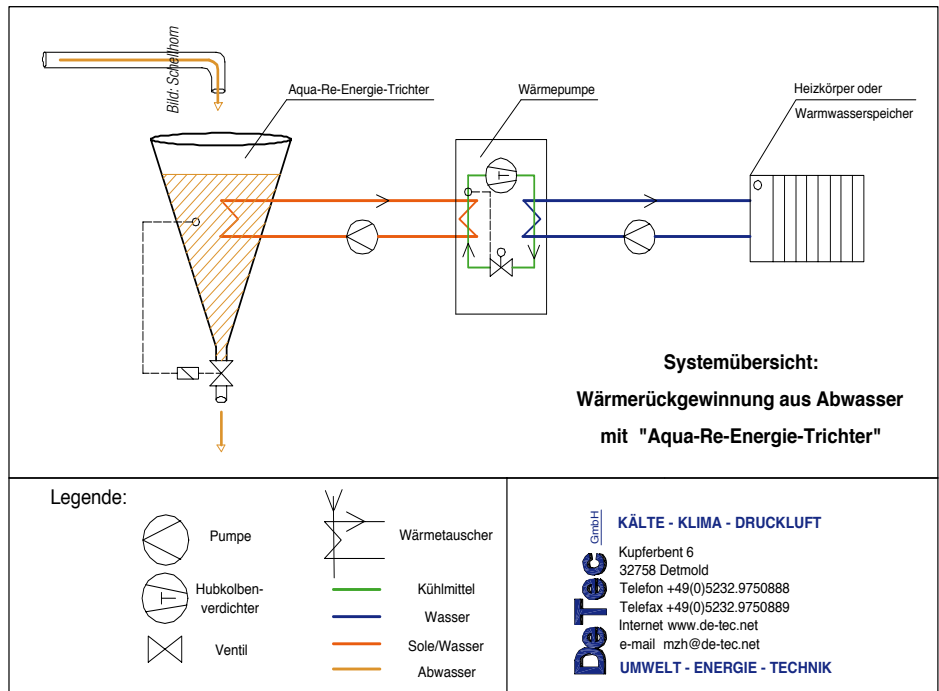 Bild: Schellhorn
Aqua-Re-Energie-Trichter
Wärmepumpe
Heizkörper oder
Warmwasserspeicher
T
Systemübersicht:
Wärmerückgewinnung aus Abwasser
mit "Aqua-Re-Energie-Trichter"
Legende:
Pumpe
T
Hubkolben-
verdichter
Ventil
Wärmetauscher
Kühlmittel
Wasser
Sole/Wasser
Abwasser
DeTec GmbH
KÄLTE - KLIMA - DRUCKLUFT
Kupferbent 6
32758 Detmold
Telefon +49(0)5232.9750888
Telefax +49(0)5232.9750889
Internet www.de-tec.net
e-mail mzh@de-tec.net
UMWELT - ENERGIE - TECHNIK